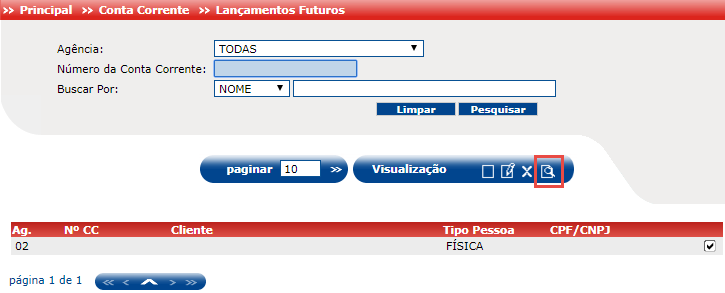 >> Principal >> Conta Corrente >> Lançamentos Futuros
Agência: TODAS
Número da Conta Corrente:
Buscar Por: NOME
Limpar Pesquisar
paginar 10 >> Visualização
Ag. Nº CC Cliente Tipo Pessoa CPF/CNPJ
02 FÍSICA
página 1 de 1 << < > >>